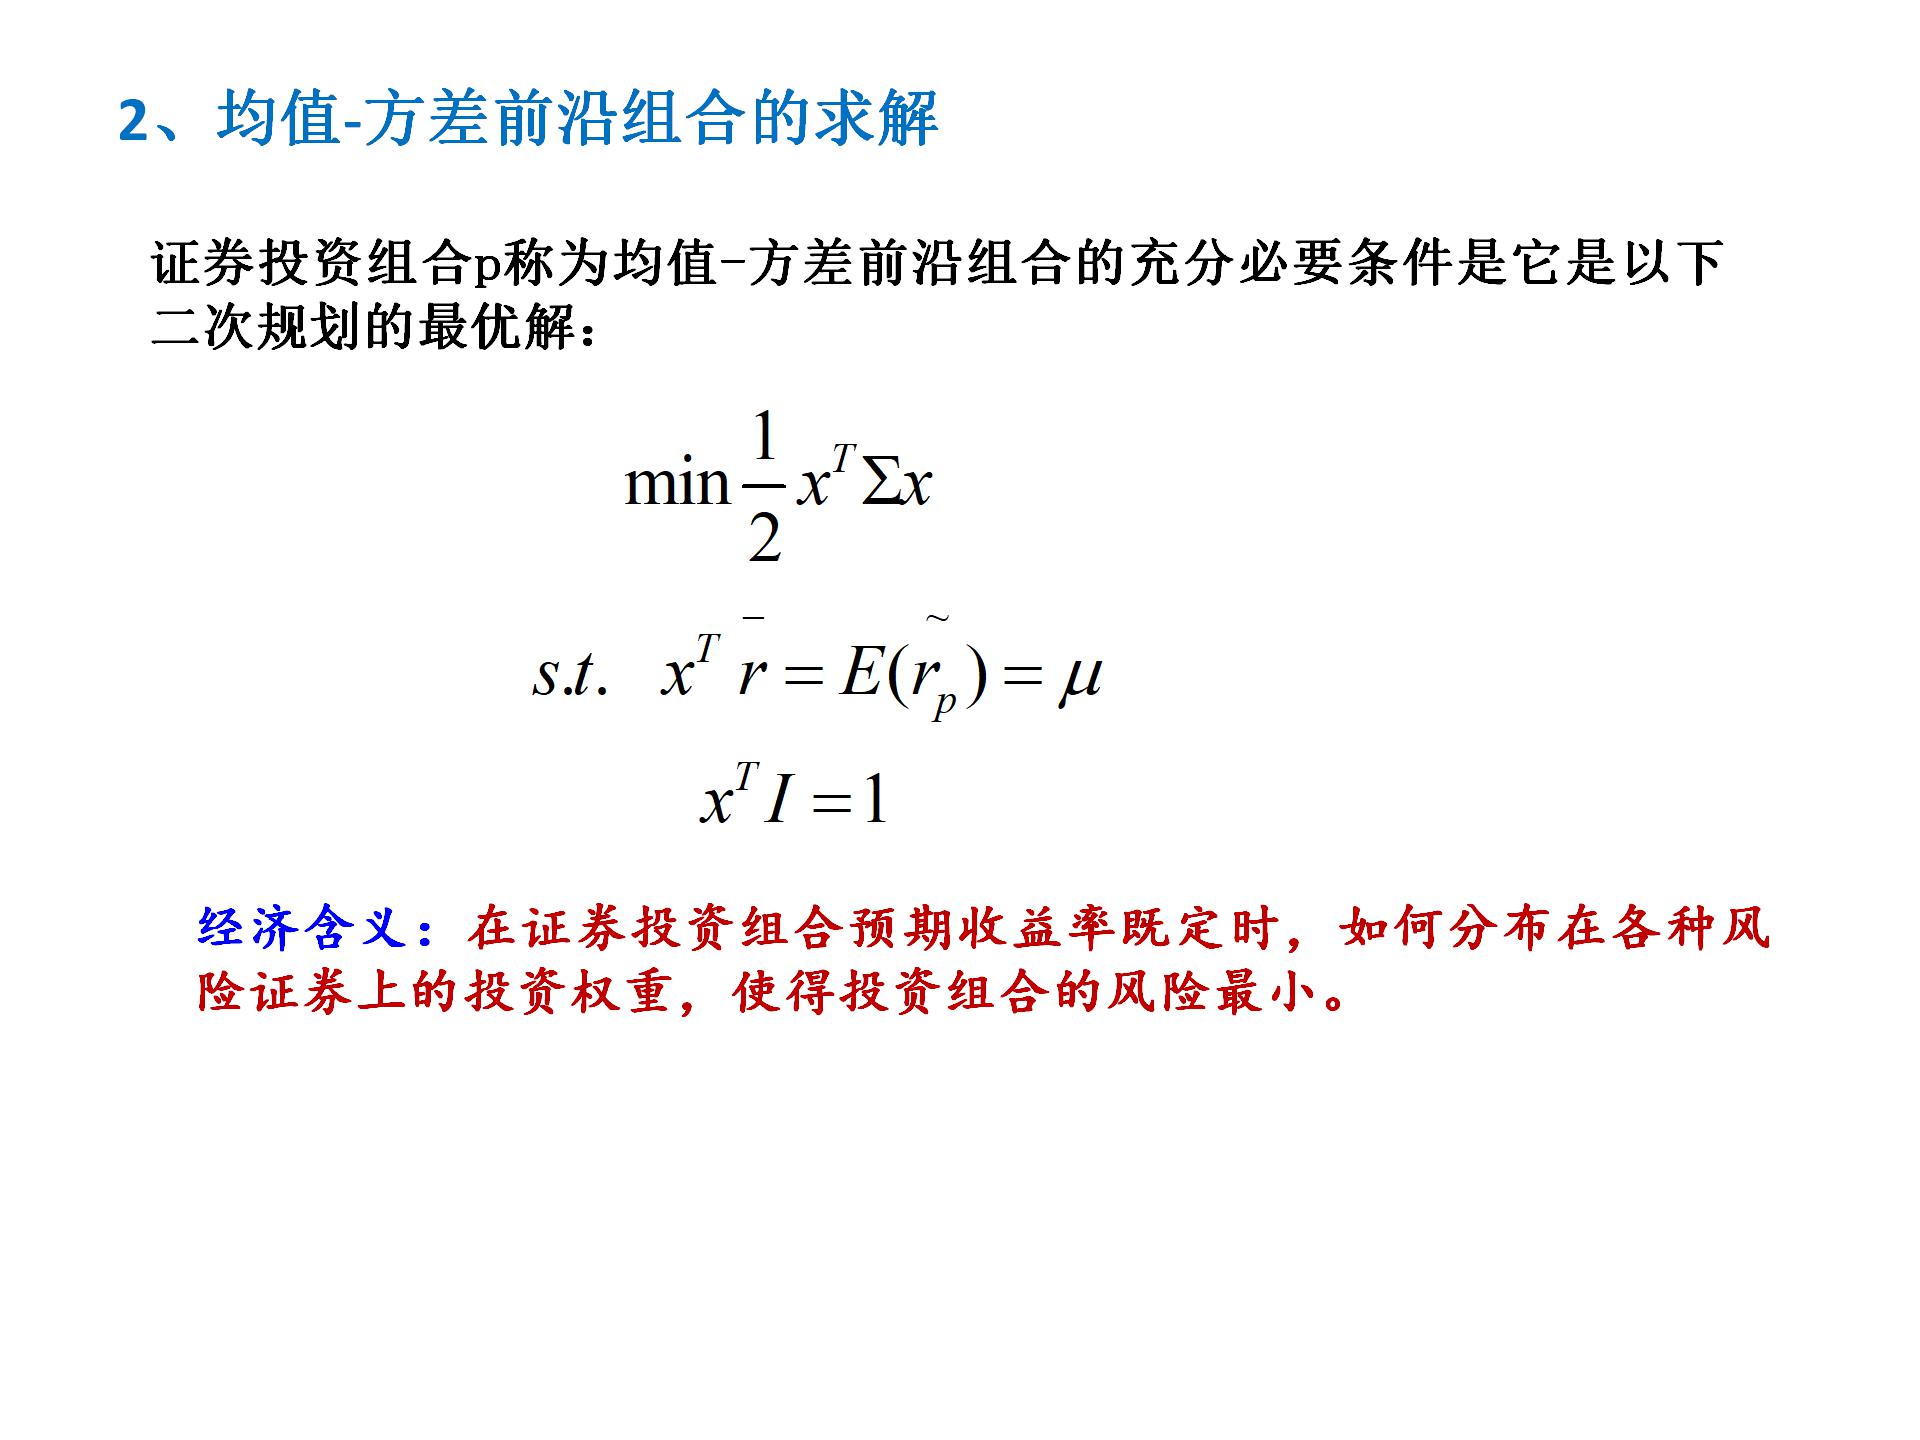 2、均值-方差前沿组合的求解
证券投资组合p称为均值-方差前沿组合的充分必要条件是它是以下
二次规划的最优解：
$\min \frac{1}{2} x^T \Sigma x$
$s.t. \quad x^T \bar{r} = E(\tilde{r}_p) = \mu$
$x^T I = 1$
经济含义：在证券投资组合预期收益率既定时，如何分布在各种风
险证券上的投资权重，使得投资组合的风险最小。